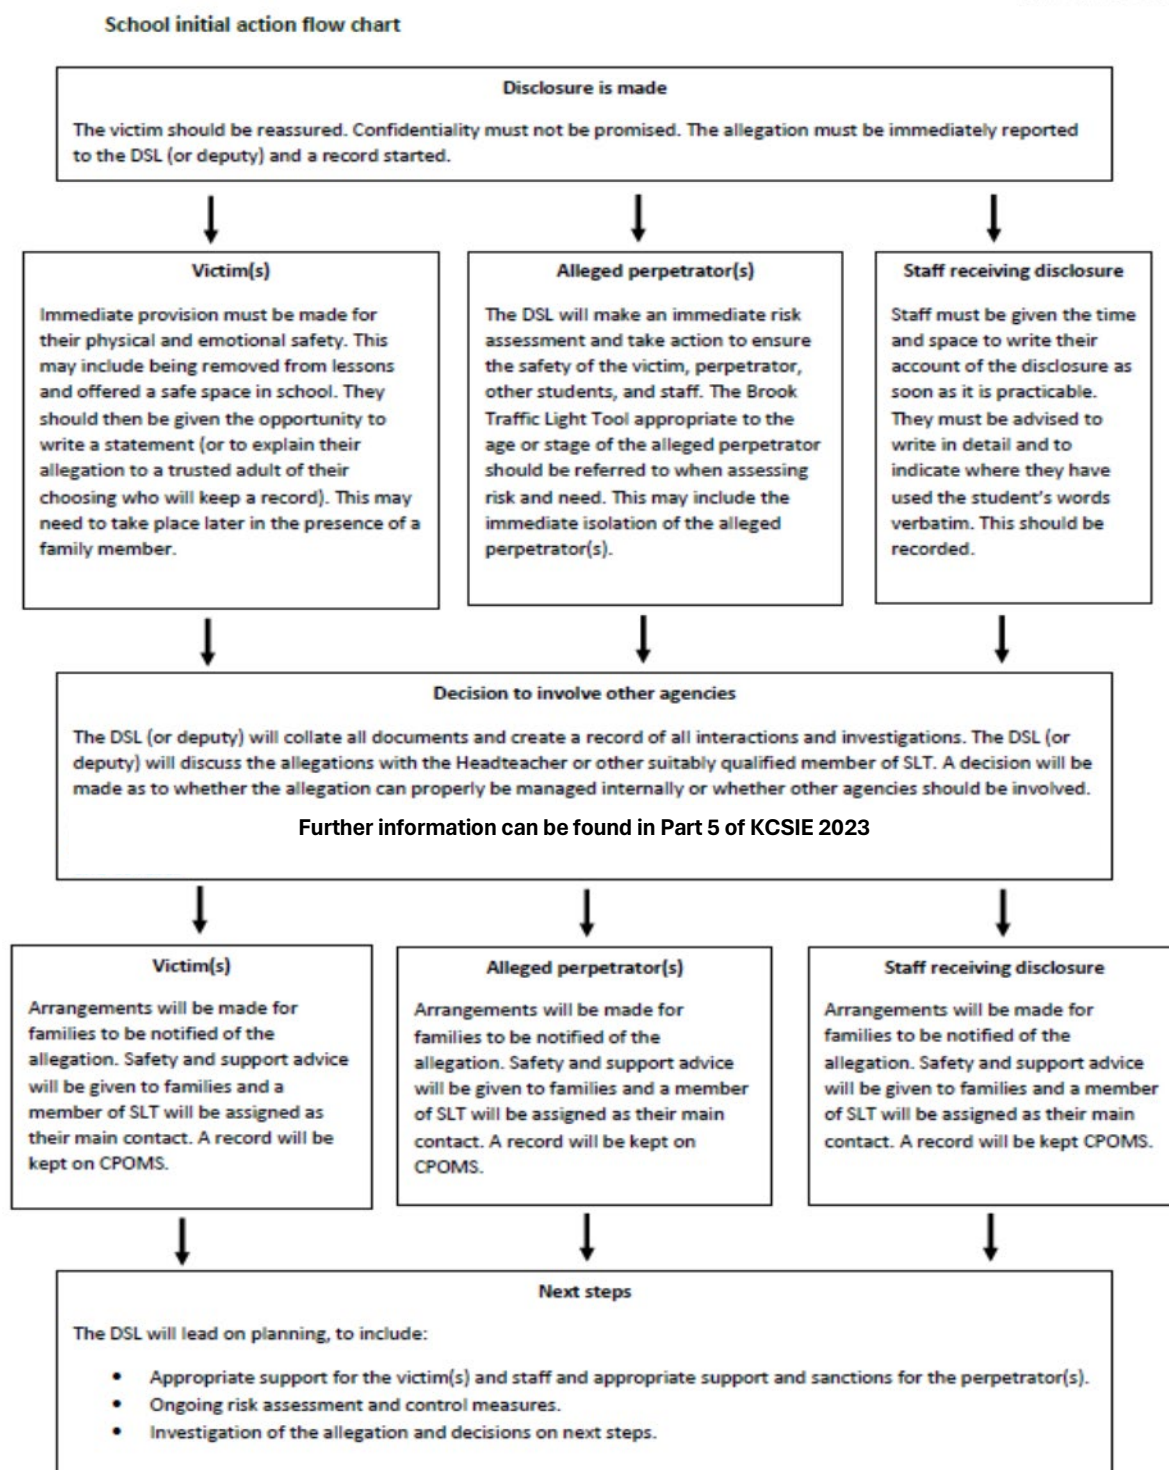 School initial action flow chart
Disclosure is made
The victim should be reassured. Confidentiality must not be promised. The allegation must be immediately reported
to the DSL (or deputy) and a record started.
Victim(s)
Immediate provision must be made for
their physical and emotional safety. This
may include being removed from lessons
and offered a safe space in school. They
should then be given the opportunity to
write a statement (or to explain their
allegation to a trusted adult of their
choosing who will keep a record). This may
need to take place later in the presence of a
family member.
Alleged perpetrator(s)
The DSL will make an immediate risk
assessment and take action to ensure
the safety of the victim, perpetrator,
other students, and staff. The Brook
Traffic Light Tool appropriate to the
age or stage of the alleged perpetrator
should be referred to when assessing
risk and need. This may include the
immediate isolation of the alleged
perpetrator(s).
Staff receiving disclosure
Staff must be given the time
and space to write their
account of the disclosure as
soon as it is practicable.
They must be advised to
write in detail and to
indicate where they have
used the student's words
verbatim. This should be
recorded.
Decision to involve other agencies
The DSL (or deputy) will collate all documents and create a record of all interactions and investigations. The DSL (or
deputy) will discuss the allegations with the Headteacher or other suitably qualified member of SLT. A decision will be
made as to whether the allegation can properly be managed internally or whether other agencies should be involved.
Further information can be found in Part 5 of KCSIE 2023
Victim(s)
Arrangements will be made for
families to be notified of the
allegation. Safety and support advice
will be given to families and a
member of SLT will be assigned as
their main contact. A record will be
kept on CPOMS.
Alleged perpetrator(s)
Arrangements will be made for
families to be notified of the
allegation. Safety and support advice
will be given to families and a member
of SLT will be assigned as their main
contact. A record will be kept on
CPOMS.
Staff receiving disclosure
Arrangements will be made for
families to be notified of the
allegation. Safety and support advice
will be given to families and a member
of SLT will be assigned as their main
contact. A record will be kept CPOMS.
Next steps
The DSL will lead on planning, to include:
• Appropriate support for the victim(s) and staff and appropriate support and sanctions for the perpetrator(s).
• Ongoing risk assessment and control measures.
• Investigation of the allegation and decisions on next steps.